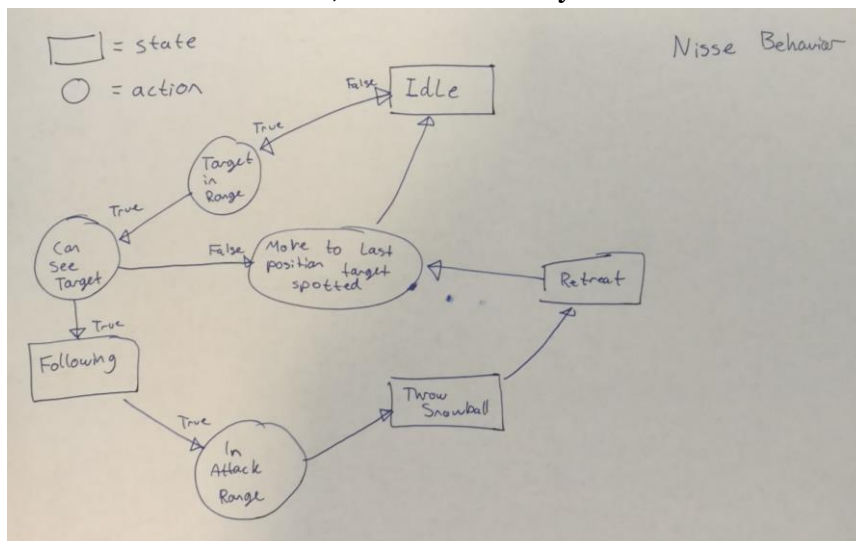 = state
Nisse Behavior
= action
False
Idle
True
Target
in
Range
True
Can
See
Target
False
Move to Last
position target
spotted
Retreat
True
Following
True
Throw
Snowball
In
Attack
Range